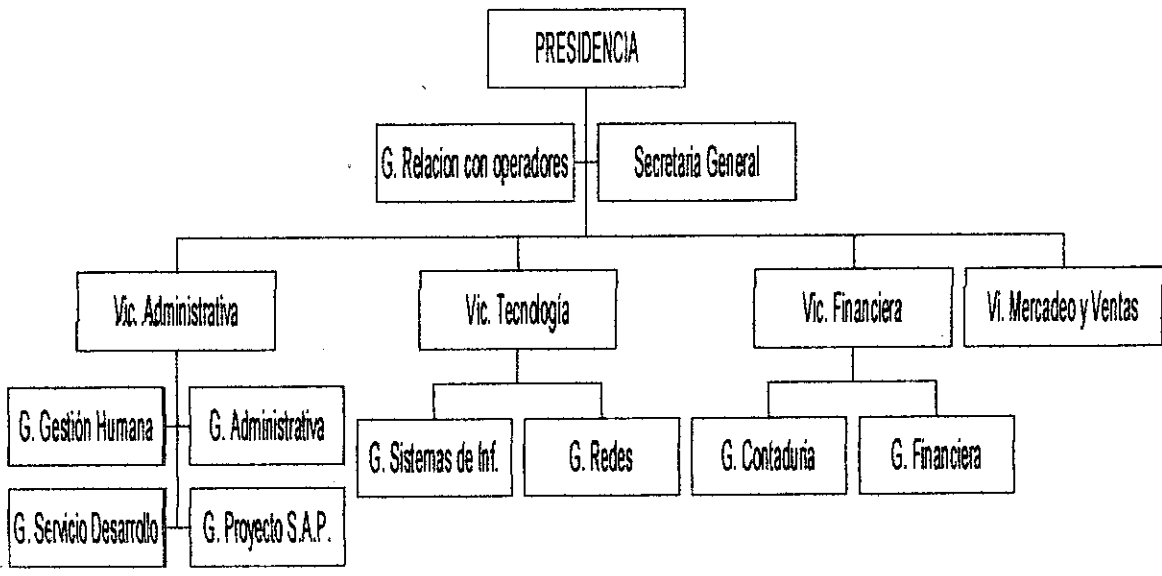 PRESIDENCIA
G. Relacion con operadores
Secretaria General
Vic. Administrativa
Vic. Tecnología
Vic. Financiera
Vi. Mercadeo y Ventas
G. Gestión Humana
G. Administrativa
G. Sistemas de Inf.
G. Redes
G. Contaduria
G. Financiera
G. Servicio Desarrollo
G. Proyecto S.A.P.